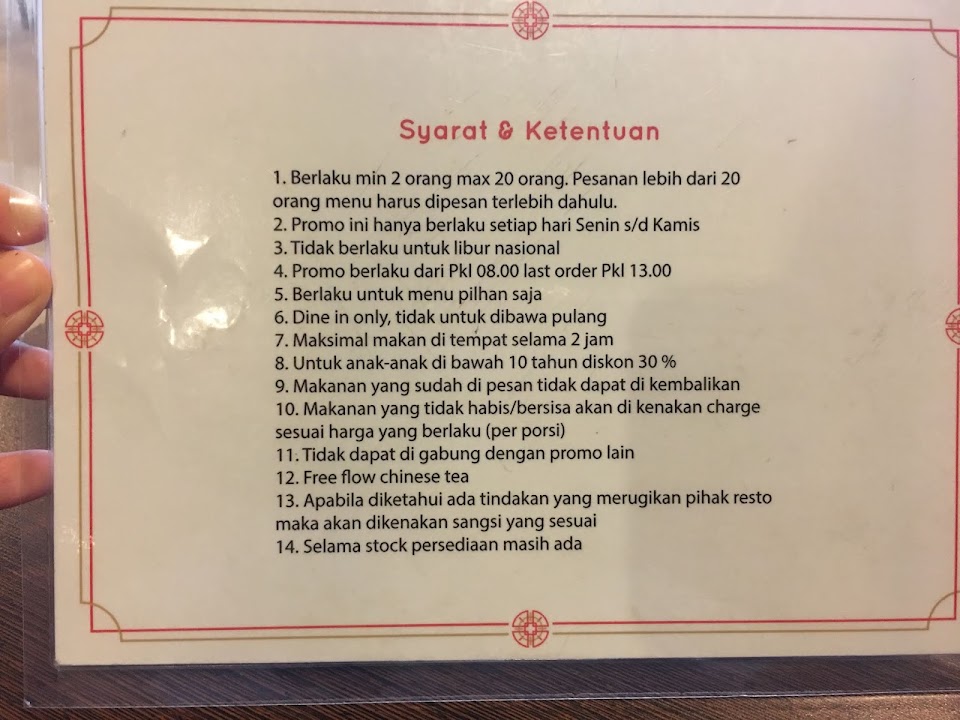 Syarat & Ketentuan
1. Berlaku min 2 orang max 20 orang. Pesanan lebih dari 20
orang menu harus dipesan terlebih dahulu.
2. Promo ini hanya berlaku setiap hari Senin s/d Kamis
3. Tidak berlaku untuk libur nasional
4. Promo berlaku dari Pkl 08.00 last order Pkl 13.00
5. Berlaku untuk menu pilhan saja
6. Dine in only, tidak untuk dibawa pulang
7. Maksimal makan di tempat selama 2 jam
8. Untuk anak-anak di bawah 10 tahun diskon 30 %
9. Makanan yang sudah di pesan tidak dapat di kembalikan
10. Makanan yang tidak habis/bersisa akan di kenakan charge
sesuai harga yang berlaku (per porsi)
11. Tidak dapat di gabung dengan promo lain
12. Free flow chinese tea
13. Apabila diketahui ada tindakan yang merugikan pihak resto
maka akan dikenakan sangsi yang sesuai
14. Selama stock persediaan masih ada